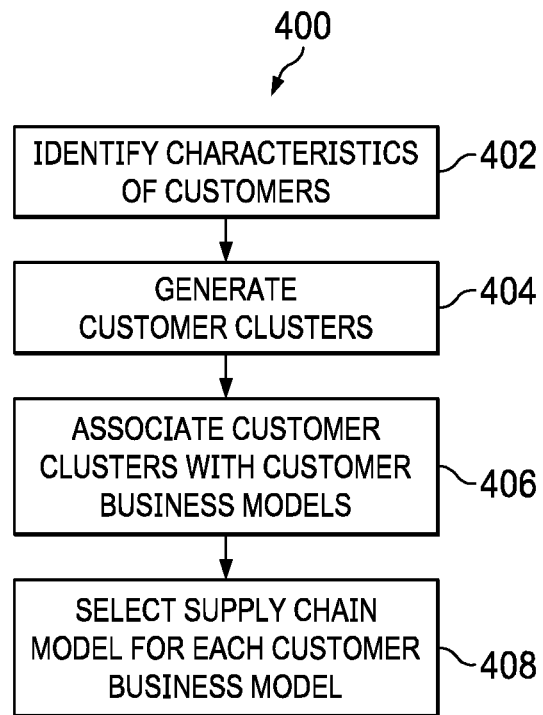 400
IDENTIFY CHARACTERISTICS
OF CUSTOMERS
402
GENERATE
CUSTOMER CLUSTERS
404
ASSOCIATE CUSTOMER
CLUSTERS WITH CUSTOMER
BUSINESS MODELS
406
SELECT SUPPLY CHAIN
MODEL FOR EACH CUSTOMER
BUSINESS MODEL
408